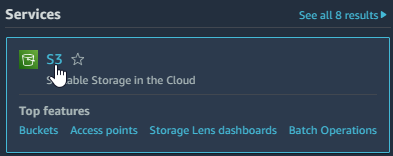 Services
See all 8 results
S3
Storage in the Cloud
Top features
Buckets Access points Storage Lens dashboards Batch Operations